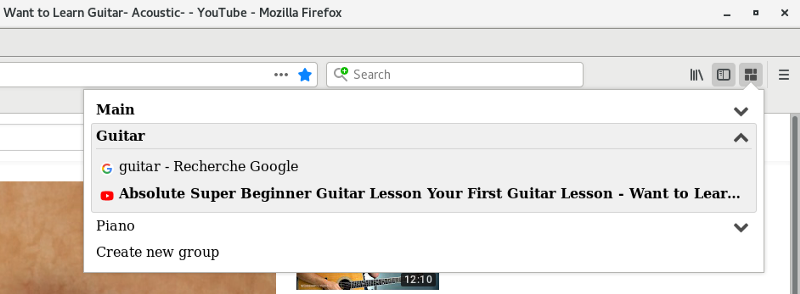 Want to Learn Guitar- Acoustic- - YouTube - Mozilla Firefox
Search
Main
Guitar
guitar - Recherche Google
Absolute Super Beginner Guitar Lesson Your First Guitar Lesson - Want to Lear...
Piano
Create new group
12:10